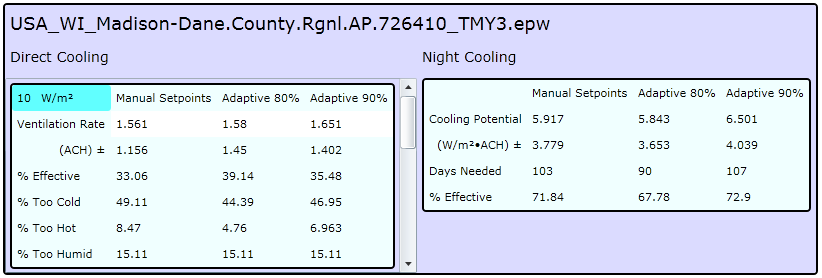 USA_WI_Madison-Dane.County.Rgnl.AP.726410_TMY3.epw
Direct Cooling
10 W/m² Manual Setpoints Adaptive 80% Adaptive 90%
Ventilation Rate 1.561 1.58 1.651
(ACH) ± 1.156 1.45 1.402
% Effective 33.06 39.14 35.48
% Too Cold 49.11 44.39 46.95
% Too Hot 8.47 4.76 6.963
% Too Humid 15.11 15.11 15.11
Night Cooling
Manual Setpoints Adaptive 80% Adaptive 90%
Cooling Potential 5.917 5.843 6.501
(W/m²•ACH) ± 3.779 3.653 4.039
Days Needed 103 90 107
% Effective 71.84 67.78 72.9